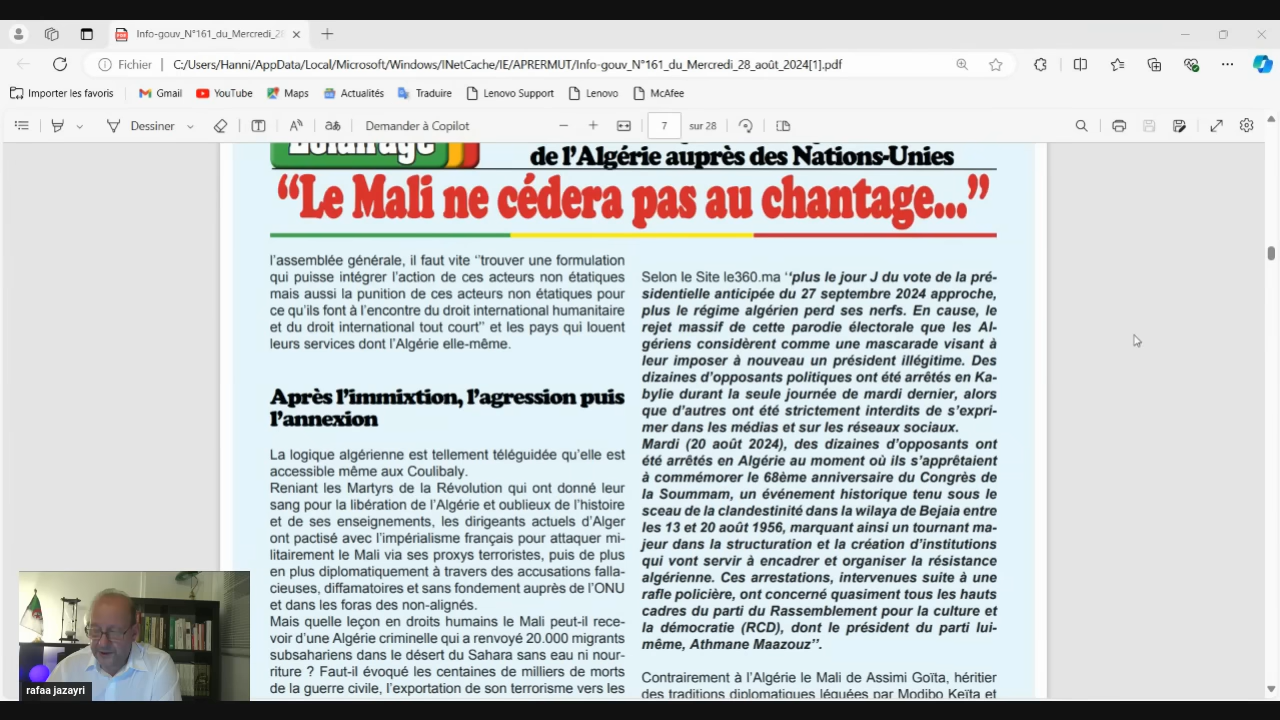 Info-gouv_N°161_du_Mercredi_2
Fichier
C:/Users/Hanni/AppData/Local/Microsoft/Windows/INetCache/IE/APRERMUT/Info-gouv_N°161_du_Mercredi_28_août_2024[1].pdf
Importer les favoris
Gmail
YouTube
Maps
Actualités
Traduire
Lenovo Support
Lenovo
McAfee
Dessiner
Demander à Copilot
7
sur 28
Eclairage
de l'Algérie auprès des Nations-Unies
“Le Mali ne cédera pas au chantage...”
l'assemblée générale, il faut vite ‘'trouver une formulation
qui puisse intégrer l'action de ces acteurs non étatiques
mais aussi la punition de ces acteurs non étatiques pour
ce qu'ils font à l'encontre du droit international humanitaire
et du droit international tout court'' et les pays qui louent
leurs services dont l'Algérie elle-même.
Après l'immixtion, l'agression puis
l'annexion
La logique algérienne est tellement téléguidée qu'elle est
accessible même aux Coulibaly.
Reniant les Martyrs de la Révolution qui ont donné leur
sang pour la libération de l'Algérie et oublieux de l'histoire
et de ses enseignements, les dirigeants actuels d'Alger
ont pactisé avec l'impérialisme français pour attaquer mi-
litairement le Mali via ses proxys terroristes, puis de plus
en plus diplomatiquement à travers des accusations falla-
cieuses, diffamatoires et sans fondement auprès de l'ONU
et dans les foras des non-alignés.
Mais quelle leçon en droits humains le Mali peut-il rece-
voir d'une Algérie criminelle qui a renvoyé 20.000 migrants
subsahariens dans le désert du Sahara sans eau ni nour-
riture ? Faut-il évoqué les centaines de milliers de morts
de la guerre civile, l'exportation de son terrorisme vers les
Selon le Site le360.ma ‘'plus le jour J du vote de la pré-
sidentielle anticipée du 27 septembre 2024 approche,
plus le régime algérien perd ses nerfs. En cause, le
rejet massif de cette parodie électorale que les Al-
gériens considèrent comme une mascarade visant à
leur imposer à nouveau un président illégitime. Des
dizaines d'opposants politiques ont été arrêtés en Ka-
bylie durant la seule journée de mardi dernier, alors
que d'autres ont été strictement interdits de s'expri-
mer dans les médias et sur les réseaux sociaux.
Mardi (20 août 2024), des dizaines d'opposants ont
été arrêtés en Algérie au moment où ils s'apprêtaient
à commémorer le 68ème anniversaire du Congrès de
la Soummam, un événement historique tenu sous le
sceau de la clandestinité dans la wilaya de Bejaia entre
les 13 et 20 août 1956, marquant ainsi un tournant ma-
jeur dans la structuration et la création d'institutions
qui vont servir à encadrer et organiser la résistance
algérienne. Ces arrestations, intervenues suite à une
rafle policière, ont concerné quasiment tous les hauts
cadres du parti du Rassemblement pour la culture et
la démocratie (RCD), dont le président du parti lui-
même, Athmane Maazouz''.
Contrairement à l'Algérie le Mali de Assimi Goïta, héritier
des traditions diplomatiques léguées par Modibo Keïta et
rafaa jazayri